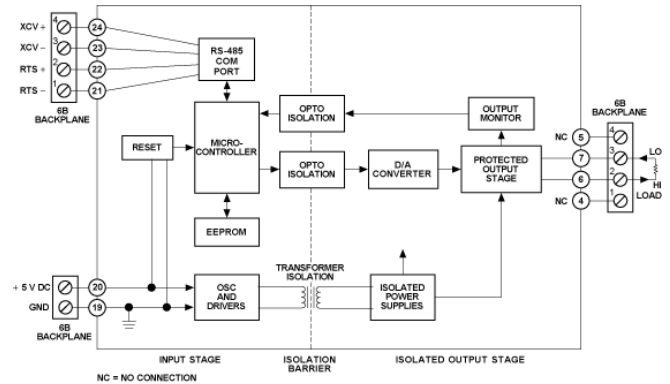 XCV +
XCV –
RTS +
RTS –
4
3
2
1
24
23
22
21
6B
BACKPLANE
RS-485
COM
PORT
OPTO
ISOLATION
OUTPUT
MONITOR
6B
BACKPLANE
RESET
MICRO-
CONTROLLER
OPTO
ISOLATION
D/A
CONVERTER
PROTECTED
OUTPUT
STAGE
NC
5
7
6
NC
4
4
3
2
1
LO
HI
LOAD
EEPROM
+ 5 V DC
GND
20
19
6B
BACKPLANE
OSC
AND
DRIVERS
TRANSFORMER
ISOLATION
ISOLATED
POWER
SUPPLIES
INPUT STAGE
ISOLATION
BARRIER
ISOLATED OUTPUT STAGE
NC = NO CONNECTION